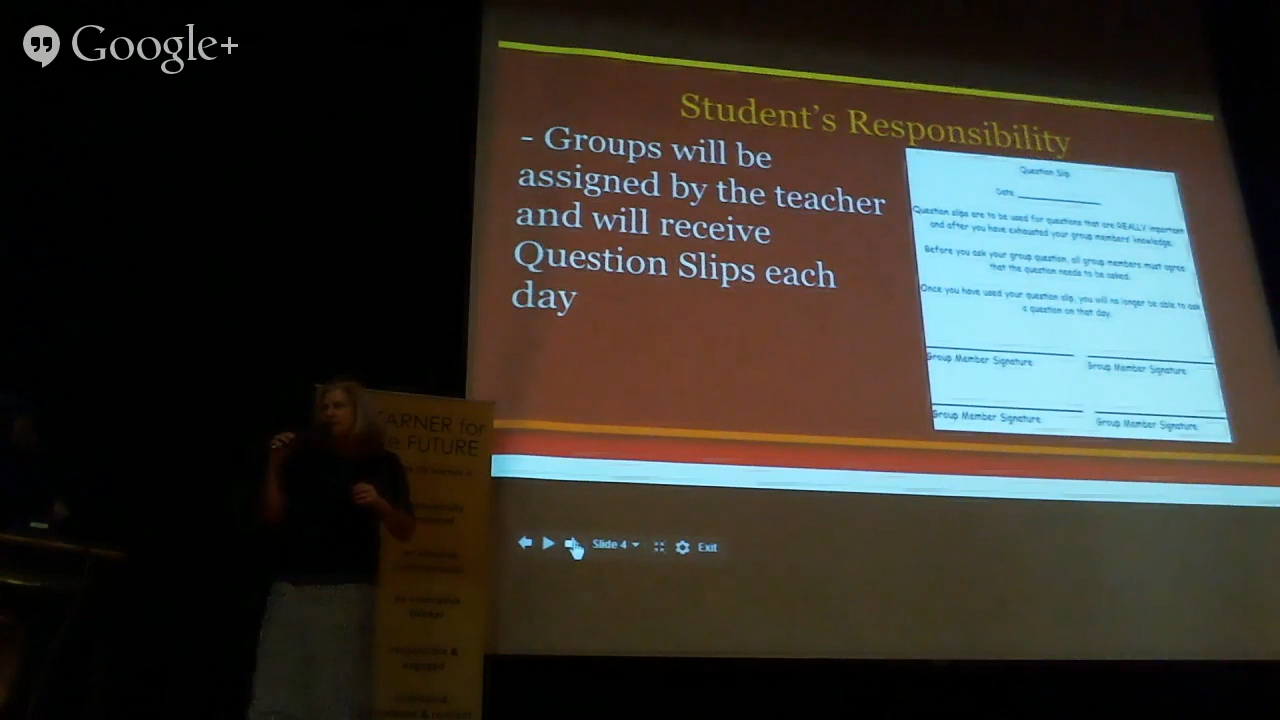 Google+
Student's Responsibility
- Groups will be
assigned by the teacher
and will receive
Question Slips each
day
Question Slip
Date
Question slips are to be used for questions that are REALLY important
and after you have exhausted your group members' knowledge.
Before you ask your group question, all group members must agree
that the question needs to be asked.
Once you have used your question slip, you will no longer be able to ask
a question on that day.
Group Member Signature Group Member Signature
Group Member Signature Group Member Signature
Slide 4 Exit
ARNER for
FUTURE
responsible &
engaged